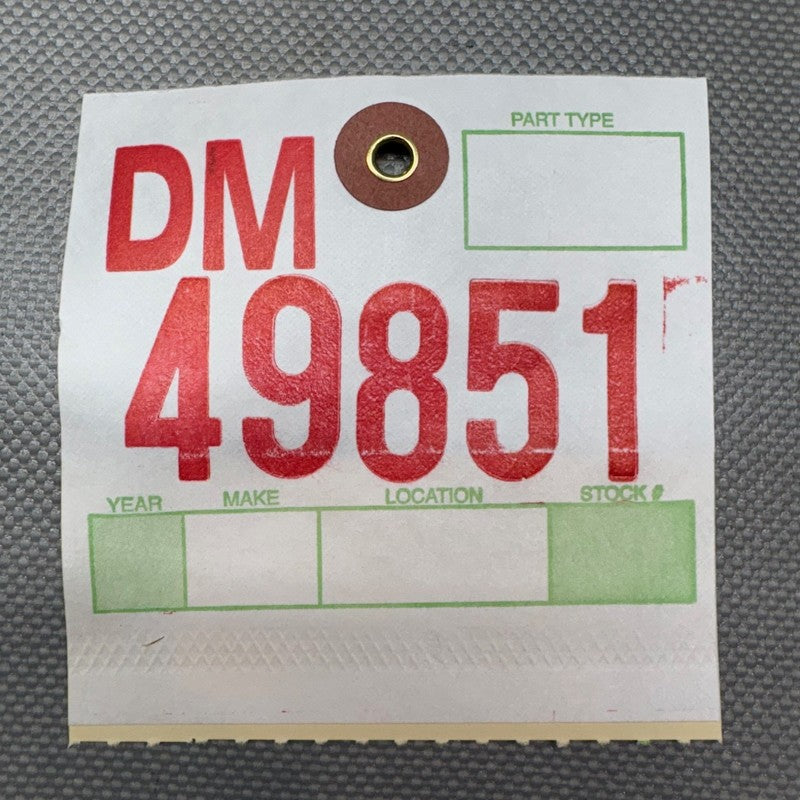 PART TYPE
DM
49851
YEAR MAKE LOCATION STOCK #